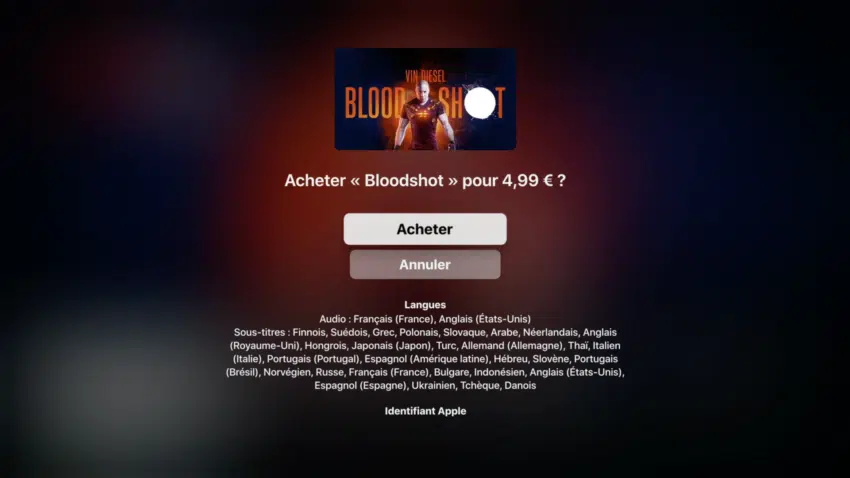 VIN DIESEL
BLOODSHOT
Acheter « Bloodshot » pour 4,99 € ?
Acheter
Annuler
Langues
Audio : Français (France), Anglais (États-Unis)
Sous-titres : Finnois, Suédois, Grec, Polonais, Slovaque, Arabe, Néerlandais, Anglais
(Royaume-Uni), Hongrois, Japonais (Japon), Turc, Allemand (Allemagne), Thaï, Italien
(Italie), Portugais (Portugal), Espagnol (Amérique latine), Hébreu, Slovène, Portugais
(Brésil), Norvégien, Russe, Français (France), Bulgare, Indonésien, Anglais (États-Unis),
Espagnol (Espagne), Ukrainien, Tchèque, Danois
Identifiant Apple